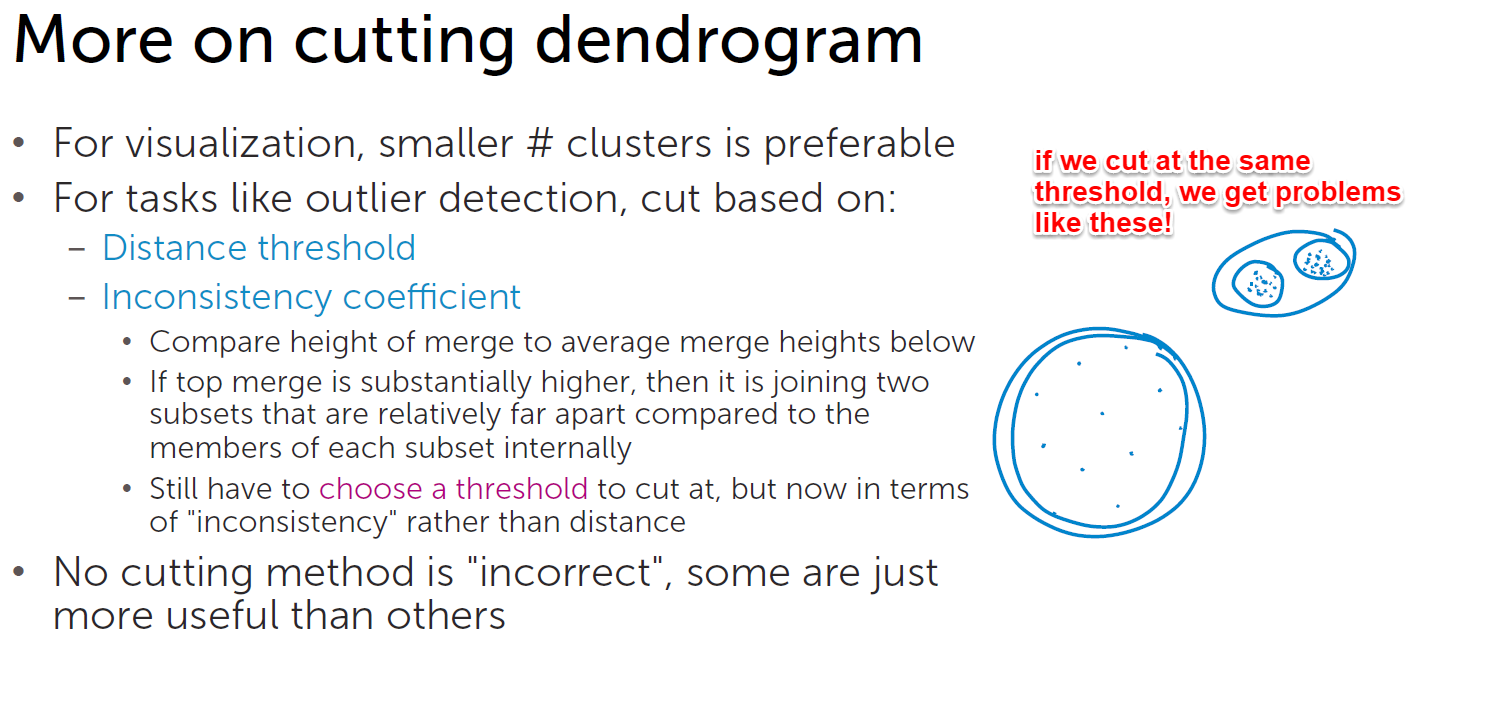 More on cutting dendrogram
• For visualization, smaller # clusters is preferable
• For tasks like outlier detection, cut based on:
– Distance threshold
– Inconsistency coefficient
• Compare height of merge to average merge heights below
• If top merge is substantially higher, then it is joining two
subsets that are relatively far apart compared to the
members of each subset internally
• Still have to choose a threshold to cut at, but now in terms
of "inconsistency" rather than distance
• No cutting method is "incorrect", some are just
more useful than others
if we cut at the same
threshold, we get problems
like these!